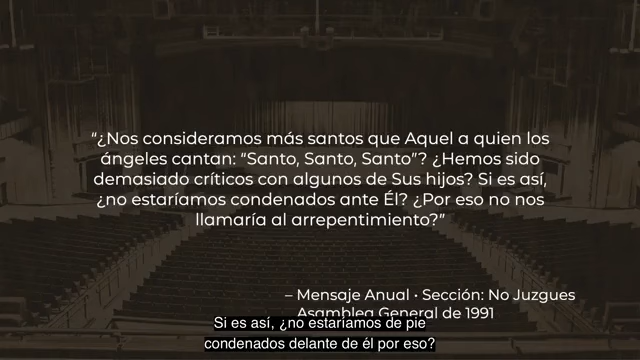 "¿Nos consideramos más santos que Aquel a quien los
ángeles cantan: "Santo, Santo, Santo"? ¿Hemos sido
demasiado críticos con algunos de Sus hijos? Si es así,
¿no estaríamos condenados ante Él? ¿Por eso no nos
llamaría al arrepentimiento?"
– Mensaje Anual • Sección: No Juzgues
Asamblea General de 1991
Si es así, ¿no estaríamos de pie
condenados delante de él por eso?